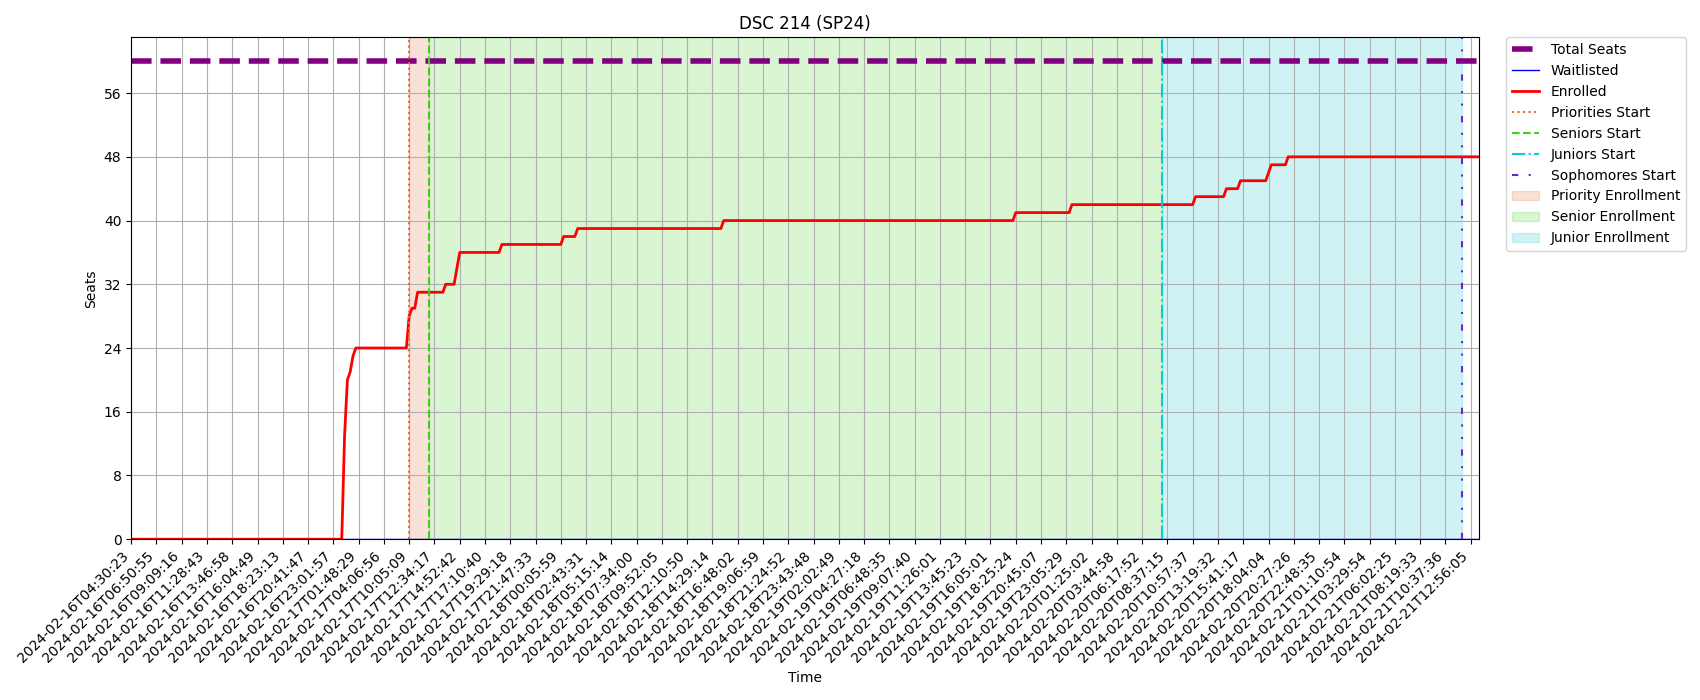 DSC 214 (SP24)
Total Seats
Waitlisted
Enrolled
Priorities Start
Seniors Start
Juniors Start
Sophomores Start
Priority Enrollment
Senior Enrollment
Junior Enrollment
Seats
56
48
40
32
24
16
8
0
2024-02-16T04:30:23
2024-02-16T06:50:55
2024-02-16T09:09:16
2024-02-16T11:28:43
2024-02-16T13:46:58
2024-02-16T16:04:49
2024-02-16T18:23:13
2024-02-16T20:41:47
2024-02-16T23:01:57
2024-02-17T01:48:29
2024-02-17T04:06:56
2024-02-17T10:05:09
2024-02-17T12:34:17
2024-02-17T14:52:42
2024-02-17T17:10:40
2024-02-17T19:29:18
2024-02-17T21:47:33
2024-02-18T00:05:59
2024-02-18T02:43:31
2024-02-18T05:15:14
2024-02-18T07:34:00
2024-02-18T09:52:05
2024-02-18T12:10:50
2024-02-18T14:29:14
2024-02-18T16:48:02
2024-02-18T19:06:59
2024-02-18T21:24:52
2024-02-18T23:43:48
2024-02-19T02:02:49
2024-02-19T04:27:18
2024-02-19T06:48:35
2024-02-19T09:07:40
2024-02-19T11:26:01
2024-02-19T13:45:23
2024-02-19T16:05:01
2024-02-19T18:25:24
2024-02-19T20:45:07
2024-02-19T23:05:29
2024-02-20T01:25:02
2024-02-20T03:44:58
2024-02-20T06:17:52
2024-02-20T08:37:15
2024-02-20T10:57:37
2024-02-20T13:19:32
2024-02-20T15:41:17
2024-02-20T18:04:04
2024-02-20T20:27:26
2024-02-20T22:48:35
2024-02-21T01:10:54
2024-02-21T03:29:54
2024-02-21T06:02:25
2024-02-21T08:19:33
2024-02-21T10:37:36
2024-02-21T12:56:05
Time